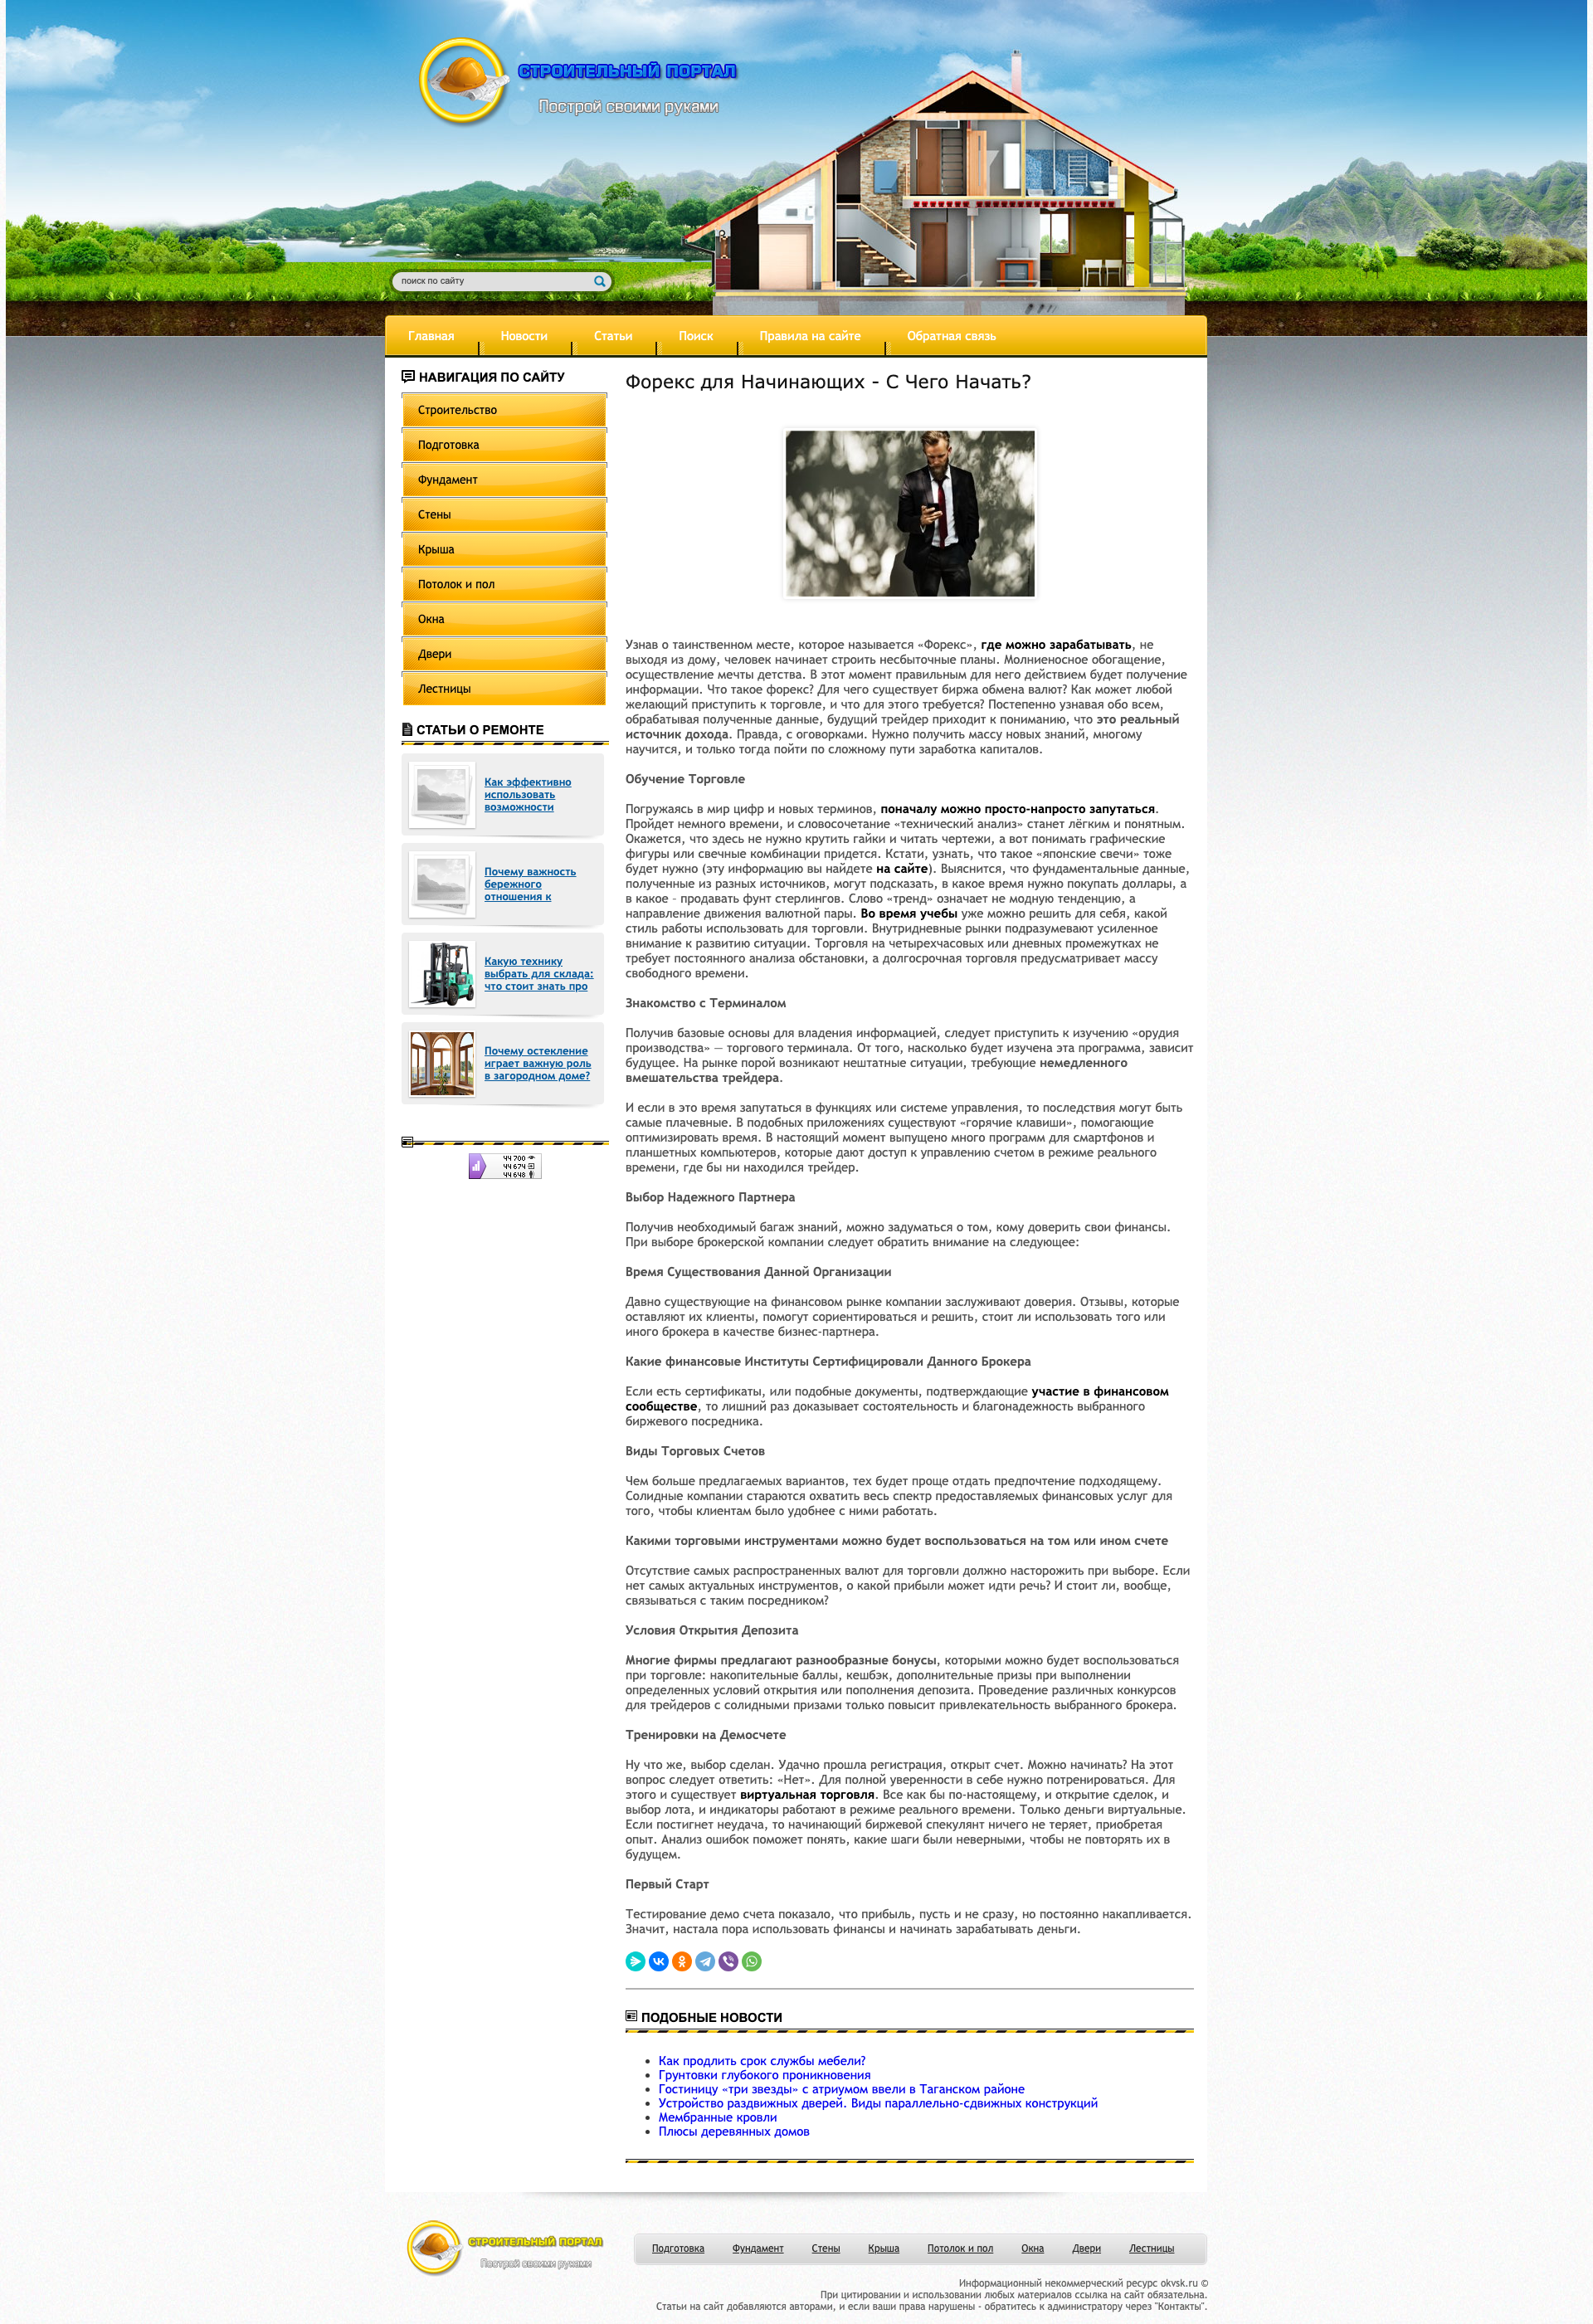 СТРОИТЕЛЬНЫЙ ПОРТАЛ
Построй своими руками
поиск по сайту
Главная
Новости
Статьи
Поиск
Правила на сайте
Обратная связь
НАВИГАЦИЯ ПО САЙТУ
Строительство
Подготовка
Фундамент
Стены
Крыша
Потолок и пол
Окна
Двери
Лестницы
СТАТЬИ О РЕМОНТЕ
Как эффективно
использовать
возможности
Почему важность
бережного
отношения к
Какую технику
выбрать для склада:
что стоит знать про
Почему остекление
играет важную роль
в загородном доме?
44 700
44 674
44 648
Форекс для Начинающих - С Чего Начать?
Узнав о таинственном месте, которое называется «Форекс», где можно зарабатывать, не
выходя из дому, человек начинает строить несбыточные планы. Молниеносное обогащение,
осуществление мечты детства. В этот момент правильным для него действием будет получение
информации. Что такое форекс? Для чего существует биржа обмена валют? Как может любой
желающий приступить к торговле, и что для этого требуется? Постепенно узнавая обо всем,
обрабатывая полученные данные, будущий трейдер приходит к пониманию, что это реальный
источник дохода. Правда, с оговорками. Нужно получить массу новых знаний, многому
научится, и только тогда пойти по сложному пути заработка капиталов.
Обучение Торговле
Погружаясь в мир цифр и новых терминов, поначалу можно просто-напросто запутаться.
Пройдет немного времени, и словосочетание «технический анализ» станет лёгким и понятным.
Окажется, что здесь не нужно крутить гайки и читать чертежи, а вот понимать графические
фигуры или свечные комбинации придется. Кстати, узнать, что такое «японские свечи» тоже
будет нужно (эту информацию вы найдете на сайте). Выяснится, что фундаментальные данные,
полученные из разных источников, могут подсказать, в какое время нужно покупать доллары, а
в какое – продавать фунт стерлингов. Слово «тренд» означает не модную тенденцию, а
направление движения валютной пары. Во время учебы уже можно решить для себя, какой
стиль работы использовать для торговли. Внутридневные рынки подразумевают усиленное
внимание к развитию ситуации. Торговля на четырехчасовых или дневных промежутках не
требует постоянного анализа обстановки, а долгосрочная торговля предусматривает массу
свободного времени.
Знакомство с Терминалом
Получив базовые основы для владения информацией, следует приступить к изучению «орудия
производства» — торгового терминала. От того, насколько будет изучена эта программа, зависит
будущее. На рынке порой возникают нештатные ситуации, требующие немедленного
вмешательства трейдера.
И если в это время запутаться в функциях или системе управления, то последствия могут быть
самые плачевные. В подобных приложениях существуют «горячие клавиши», помогающие
оптимизировать время. В настоящий момент выпущено много программ для смартфонов и
планшетных компьютеров, которые дают доступ к управлению счетом в режиме реального
времени, где бы ни находился трейдер.
Выбор Надежного Партнера
Получив необходимый багаж знаний, можно задуматься о том, кому доверить свои финансы.
При выборе брокерской компании следует обратить внимание на следующее:
Время Существования Данной Организации
Давно существующие на финансовом рынке компании заслуживают доверия. Отзывы, которые
оставляют их клиенты, помогут сориентироваться и решить, стоит ли использовать того или
иного брокера в качестве бизнес-партнера.
Какие финансовые Институты Сертифицировали Данного Брокера
Если есть сертификаты, или подобные документы, подтверждающие участие в финансовом
сообществе, то лишний раз доказывает состоятельность и благонадежность выбранного
биржевого посредника.
Виды Торговых Счетов
Чем больше предлагаемых вариантов, тех будет проще отдать предпочтение подходящему.
Солидные компании стараются охватить весь спектр предоставляемых финансовых услуг для
того, чтобы клиентам было удобнее с ними работать.
Какими торговыми инструментами можно будет воспользоваться на том или ином счете
Отсутствие самых распространенных валют для торговли должно насторожить при выборе. Если
нет самых актуальных инструментов, о какой прибыли может идти речь? И стоит ли, вообще,
связываться с таким посредником?
Условия Открытия Депозита
Многие фирмы предлагают разнообразные бонусы, которыми можно будет воспользоваться
при торговле: накопительные баллы, кешбэк, дополнительные призы при выполнении
определенных условий открытия или пополнения депозита. Проведение различных конкурсов
для трейдеров с солидными призами только повысит привлекательность выбранного брокера.
Тренировки на Демосчете
Ну что же, выбор сделан. Удачно прошла регистрация, открыт счет. Можно начинать? На этот
вопрос следует ответить: «Нет». Для полной уверенности в себе нужно потренироваться. Для
этого и существует виртуальная торговля. Все как бы по-настоящему, и открытие сделок, и
выбор лота, и индикаторы работают в режиме реального времени. Только деньги виртуальные.
Если постигнет неудача, то начинающий биржевой спекулянт ничего не теряет, приобретая
опыт. Анализ ошибок поможет понять, какие шаги были неверными, чтобы не повторять их в
будущем.
Первый Старт
Тестирование демо счета показало, что прибыль, пусть и не сразу, но постоянно накапливается.
Значит, настала пора использовать финансы и начинать зарабатывать деньги.
ПОДОБНЫЕ НОВОСТИ
Как продлить срок службы мебели?
Грунтовки глубокого проникновения
Гостиницу «три звезды» с атриумом ввели в Таганском районе
Устройство раздвижных дверей. Виды параллельно-сдвижных конструкций
Мембранные кровли
Плюсы деревянных домов
СТРОИТЕЛЬНЫЙ ПОРТАЛ
Построй своими руками
Подготовка
Фундамент
Стены
Крыша
Потолок и пол
Окна
Двери
Лестницы
Информационный некоммерческий ресурс okvsk.ru ©
При цитировании и использовании любых материалов ссылка на сайт обязательна.
Статьи на сайт добавляются авторами, и если ваши права нарушены - обратитесь к администратору через "Контакты".